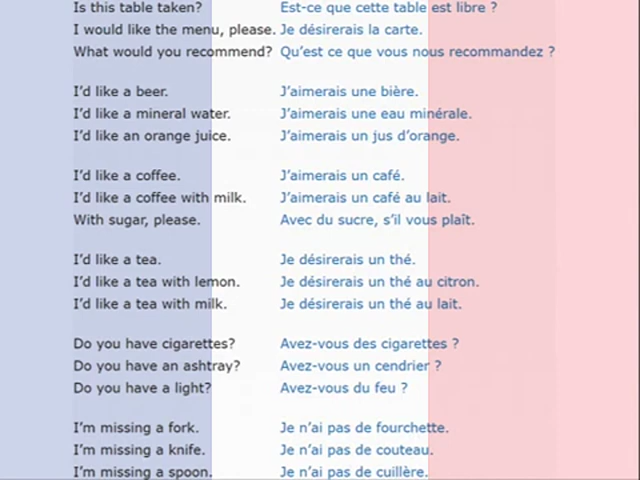 Is this table taken? Est-ce que cette table est libre ?
I would like the menu, please. Je désirerais la carte.
What would you recommend? Qu’est ce que vous nous recommandez ?
I’d like a beer. J’aimerais une bière.
I’d like a mineral water. J’aimerais une eau minérale.
I’d like an orange juice. J’aimerais un jus d’orange.
I’d like a coffee. J’aimerais un café.
I’d like a coffee with milk. J’aimerais un café au lait.
With sugar, please. Avec du sucre, s’il vous plaît.
I’d like a tea. Je désirerais un thé.
I’d like a tea with lemon. Je désirerais un thé au citron.
I’d like a tea with milk. Je désirerais un thé au lait.
Do you have cigarettes? Avez-vous des cigarettes ?
Do you have an ashtray? Avez-vous un cendrier ?
Do you have a light? Avez-vous du feu ?
I’m missing a fork. Je n’ai pas de fourchette.
I’m missing a knife. Je n’ai pas de couteau.
I’m missing a spoon. Je n’ai pas de cuillère.